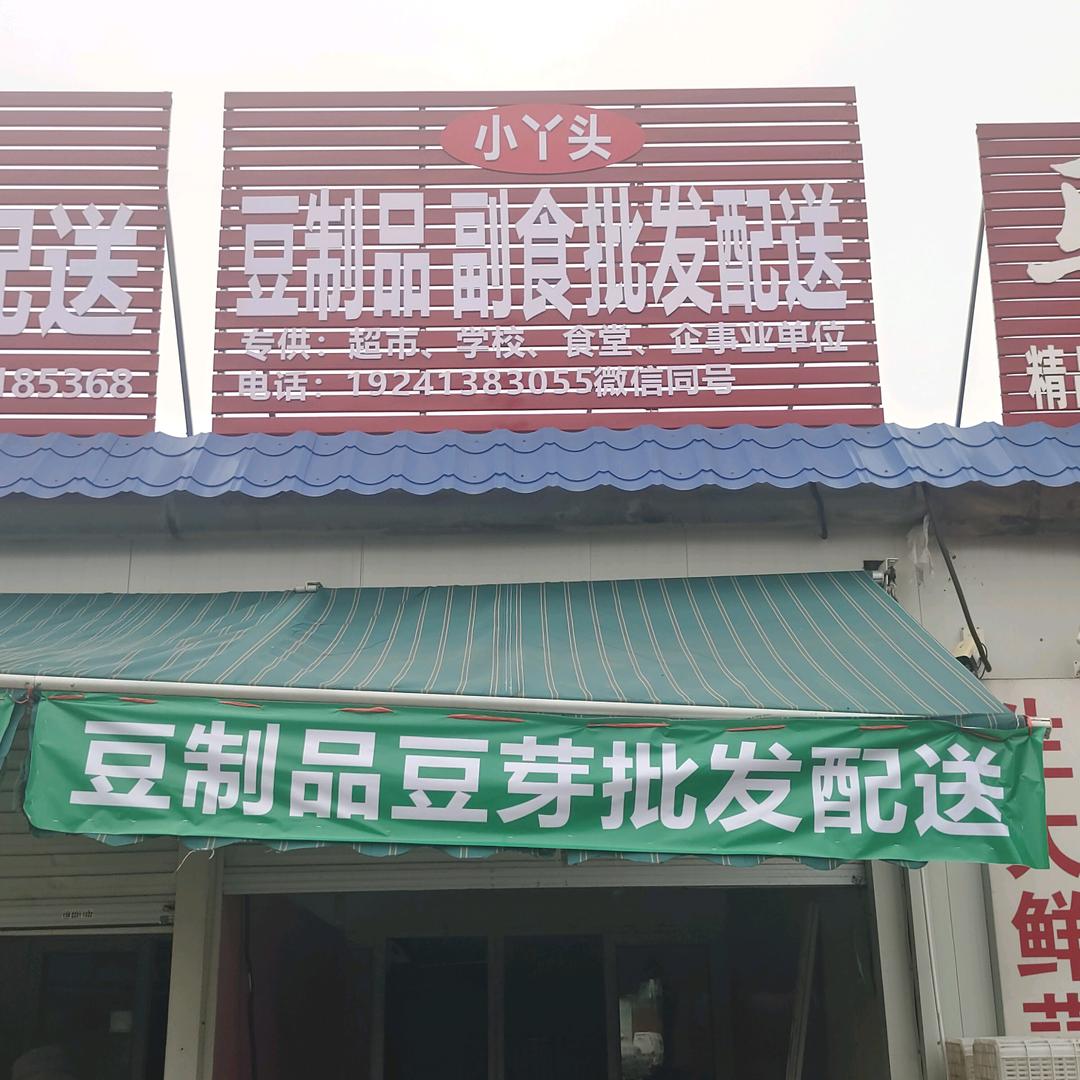 小丫头
豆制品 副食批发配送
专供：超市、学校、食堂、企事业单位
电话：19241383055微信同号
配送
185368
精
豆制品豆芽批发配送
鲜